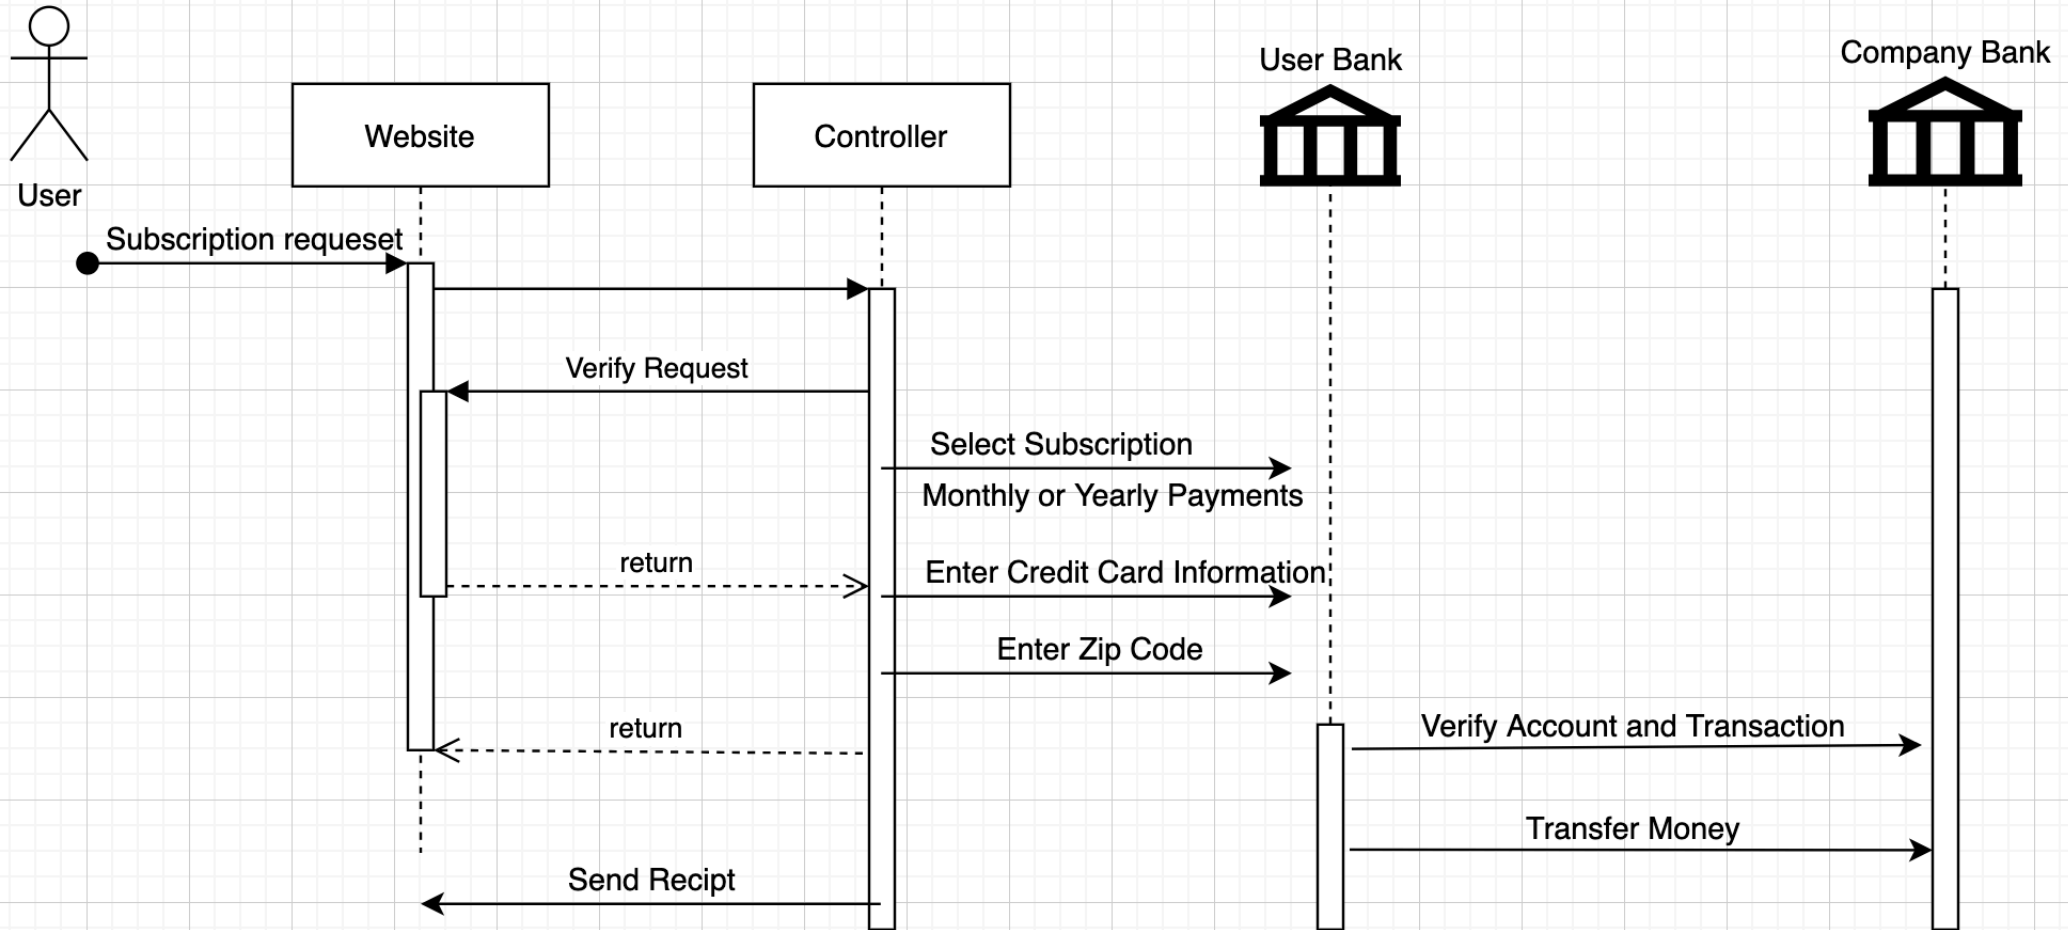 User Bank
Company Bank
Website
Controller
User
Subscription requeset
Verify Request
Select Subscription
Monthly or Yearly Payments
return
Enter Credit Card Information
Enter Zip Code
return
Verify Account and Transaction
Transfer Money
Send Recipt